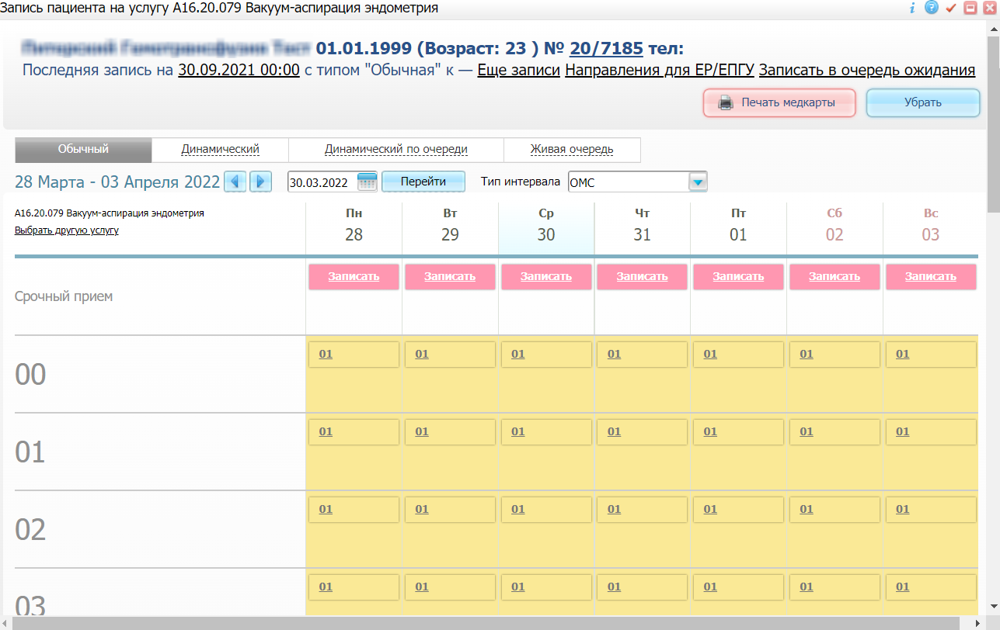 Запись пациента на услугу A16.20.079 Вакуум-аспирация эндометрия
01.01.1999 (Возраст: 23 ) № 20/7185 тел:
Последняя запись на 30.09.2021 00:00 с типом "Обычная" к — Еще записи Направления для ЕР/ЕПГУ Записать в очередь ожидания
Печать медкарты Убрать
Обычный Динамический Динамический по очереди Живая очередь
28 Марта - 03 Апреля 2022 30.03.2022 Перейти Тип интервала ОМС
A16.20.079 Вакуум-аспирация эндометрия
Выбрать другую услугу
Пн Вт Ср Чт Пт Сб Вс
28 29 30 31 01 02 03
Записать Записать Записать Записать Записать Записать Записать
Срочный прием
00 01 01 01 01 01 01 01
01 01 01 01 01 01 01 01
02 01 01 01 01 01 01 01
03 01 01 01 01 01 01 01